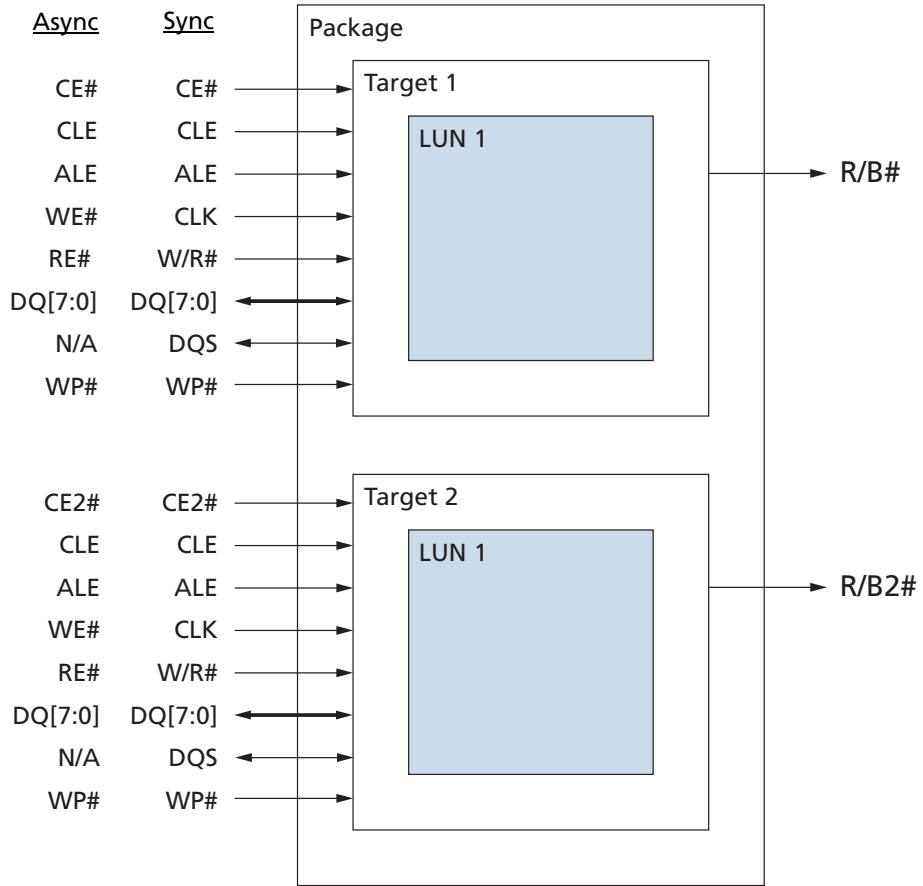 Async Sync Package
Target 1
CE# CE#
CLE CLE LUN 1
ALE ALE R/B#
WE# CLK
RE# W/R#
DQ[7:0] DQ[7:0]
N/A DQS
WP# WP#
Target 2
CE2# CE2#
CLE CLE LUN 1
ALE ALE R/B2#
WE# CLK
RE# W/R#
DQ[7:0] DQ[7:0]
N/A DQS
WP# WP#